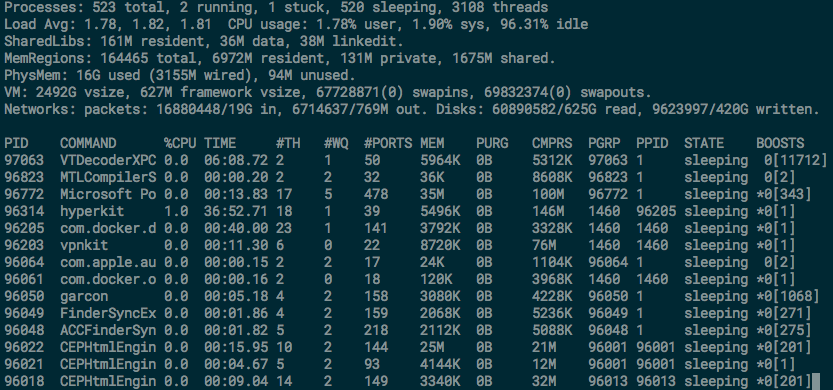 Processes: 523 total, 2 running, 1 stuck, 520 sleeping, 3108 threads
Load Avg: 1.78, 1.82, 1.81  CPU usage: 1.78% user, 1.90% sys, 96.31% idle
SharedLibs: 161M resident, 36M data, 38M linkedit.
MemRegions: 164465 total, 6972M resident, 131M private, 1675M shared.
PhysMem: 16G used (3155M wired), 94M unused.
VM: 2492G vsize, 627M framework vsize, 67728871(0) swapins, 69832374(0) swapouts.
Networks: packets: 16880448/19G in, 6714637/769M out. Disks: 60890582/625G read, 9623997/420G written.
PID    COMMAND      %CPU TIME     #TH  #WQ  #PORTS MEM    PURG   CMPRS  PGRP  PPID  STATE    BOOSTS
97063  VTDecoderXPC 0.0  06:08.72 2    1    50     5964K  0B     5312K  97063 1     sleeping  0[11712]
96823  MTLCompilerS 0.0  00:00.20 2    2    32     36K    0B     8608K  96823 1     sleeping  0[2]
96772  Microsoft Po 0.0  00:13.83 17   5    478    35M    0B     100M   96772 1     sleeping *0[343]
96314  hyperkit     1.0  36:52.71 18   1    39     5496K  0B     146M   1460  96205 sleeping *0[1]
96205  com.docker.d 0.0  00:40.00 23   1    141    3792K  0B     3328K  1460  1460  sleeping *0[1]
96203  vpnkit       0.0  00:11.30 6    0    22     8720K  0B     76M    1460  1460  sleeping *0[1]
96064  com.apple.au 0.0  00:00.15 2    2    17     24K    0B     1104K  96064 1     sleeping  0[2]
96061  com.docker.o 0.0  00:00.16 2    0    18     120K   0B     3968K  1460  1460  sleeping *0[1]
96050  garcon       0.0  00:05.18 4    2    158    3080K  0B     4228K  96050 1     sleeping *0[1068]
96049  FinderSyncEx 0.0  00:01.86 4    2    159    2068K  0B     5236K  96049 1     sleeping *0[271]
96048  ACCFinderSyn 0.0  00:01.82 5    2    218    2112K  0B     5088K  96048 1     sleeping *0[275]
96022  CEPHtmlEngin 0.0  00:15.95 10   2    144    25M    0B     21M    96001 96001 sleeping *0[201]
96021  CEPHtmlEngin 0.0  00:04.67 5    2    93     4144K  0B     12M    96001 96001 sleeping *0[1]
96018  CEPHtmlEngin 0.0  00:09.04 14   2    149    3340K  0B     32M    96013 96013 sleeping *0[201]